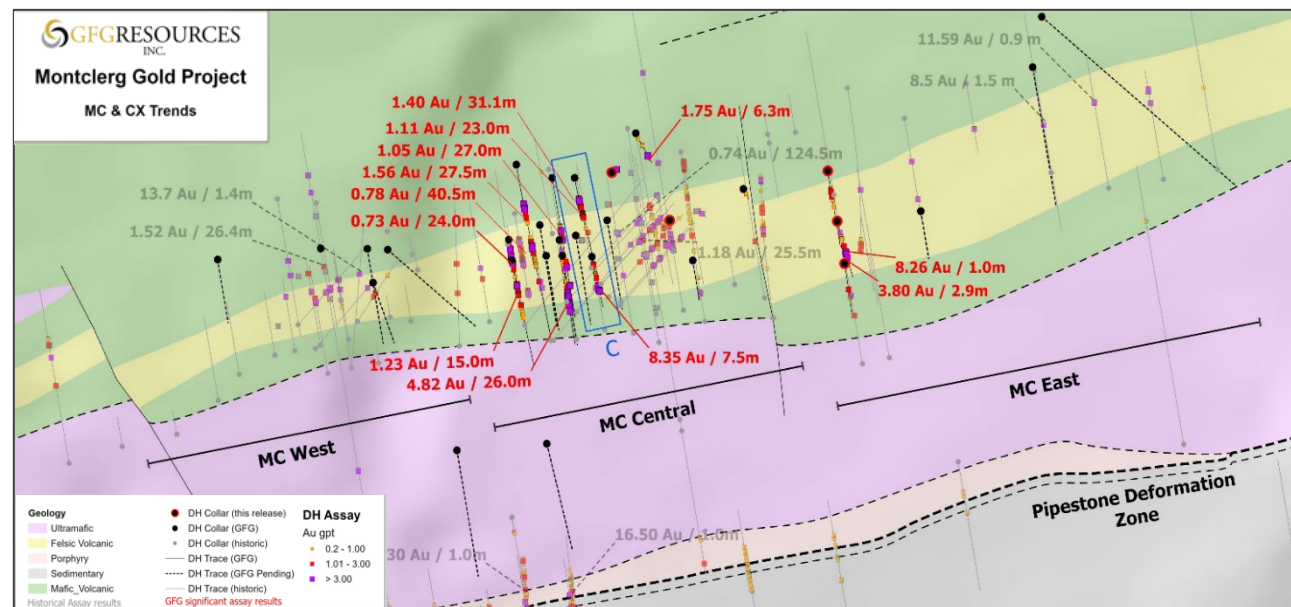 GFGRESOURCES
INC.
Montclerg Gold Project
MC & CX Trends
11.59 Au / 0.9 m
8.5 Au / 1.5 m
1.40 Au / 31.1m
1.75 Au / 6.3m
1.11 Au / 23.0m
1.05 Au / 27.0m
0.74 Au / 124.5m
1.56 Au / 27.5m
13.7 Au / 1.4m
0.78 Au / 40.5m
0.73 Au / 24.0m
1.52 Au / 26.4m
1.18 Au / 25.5m
8.26 Au / 1.0m
3.80 Au / 2.9m
C
1.23 Au / 15.0m
8.35 Au / 7.5m
4.82 Au / 26.0m
MC West
MC Central
MC East
Pipestone Deformation
Zone
16.50 Au / 1.0m
30 Au / 1.0m
Geology
Ultramafic
Felsic Volcanic
Porphyry
Sedimentary
Mafic_Volcanic
Historical Assay results
DH Collar (this release)
DH Collar (GFG)
DH Collar (historic)
DH Trace (GFG)
DH Trace (GFG Pending)
DH Trace (historic)
GFG significant assay results
DH Assay
Au gpt
0.2 - 1.00
1.01 - 3.00
> 3.00